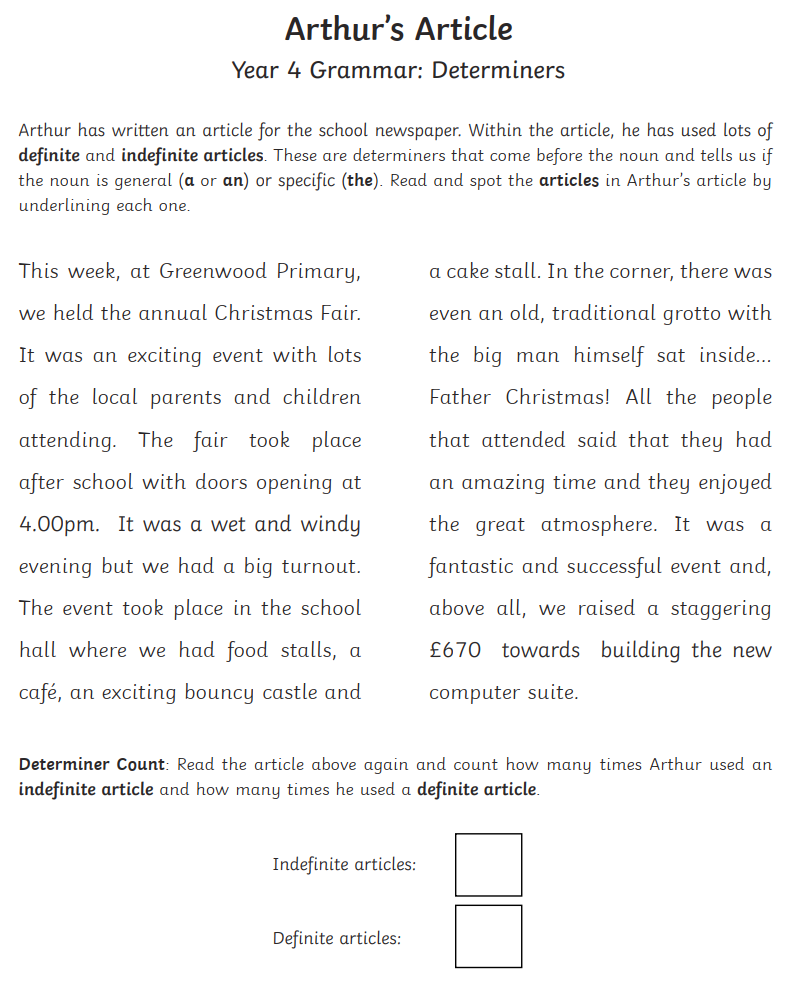 Arthur's Article
Year 4 Grammar: Determiners
Arthur has written an article for the school newspaper. Within the article, he has used lots of
definite and indefinite articles. These are determiners that come before the noun and tells us if
the noun is general (a or an) or specific (the). Read and spot the articles in Arthur's article by
underlining each one.
This week, at Greenwood Primary,
we held the annual Christmas Fair.
It was an exciting event with lots
of the local parents and children
attending. The fair took place
after school with doors opening at
4.00pm. It was a wet and windy
evening but we had a big turnout.
The event took place in the school
hall where we had food stalls, a
café, an exciting bouncy castle and
a cake stall. In the corner, there was
even an old, traditional grotto with
the big man himself sat inside...
Father Christmas! All the people
that attended said that they had
an amazing time and they enjoyed
the great atmosphere. It was a
fantastic and successful event and,
above all, we raised a staggering
£670 towards building the new
computer suite.
Determiner Count: Read the article above again and count how many times Arthur used an
indefinite article and how many times he used a definite article.
Indefinite articles:
Definite articles: